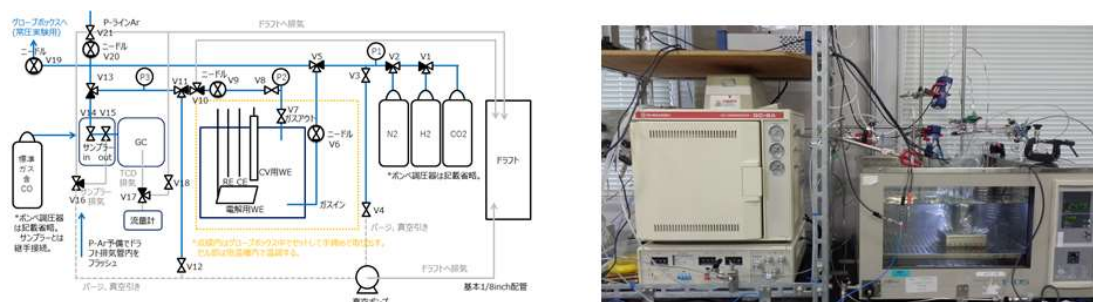 グローブボックスへ
(常圧実験用)
P-ラインAr
V21
ニードル
V20
ニードル
V19
V13
P3
V11
V10
ニードル
V9
V8
P2
V7
ガスアウト
V5
ニードル
V6
V3
P1
V2
V1
N2
H2
CO2
*ボンベ調圧器は記載省略。
ドラフトへ排気
ドラフト
V14
V15
サンプラー
in
out
GC
標準
ガス
含
CO
V16
サンプラー
排気
TCD
排気
V17
V18
流量計
RE
CE
CV用WE
電解用WE
ガスイン
*ボンベ調圧器
は記載省略。
サンプラーとは
継手接続。
P-Ar予備でドラ
フト排気管内を
フラッシュ
V12
V4
パージ、真空引き
パージ、真空引き
ドラフトへ排気
真空ポンプ
基本1/8inch配管